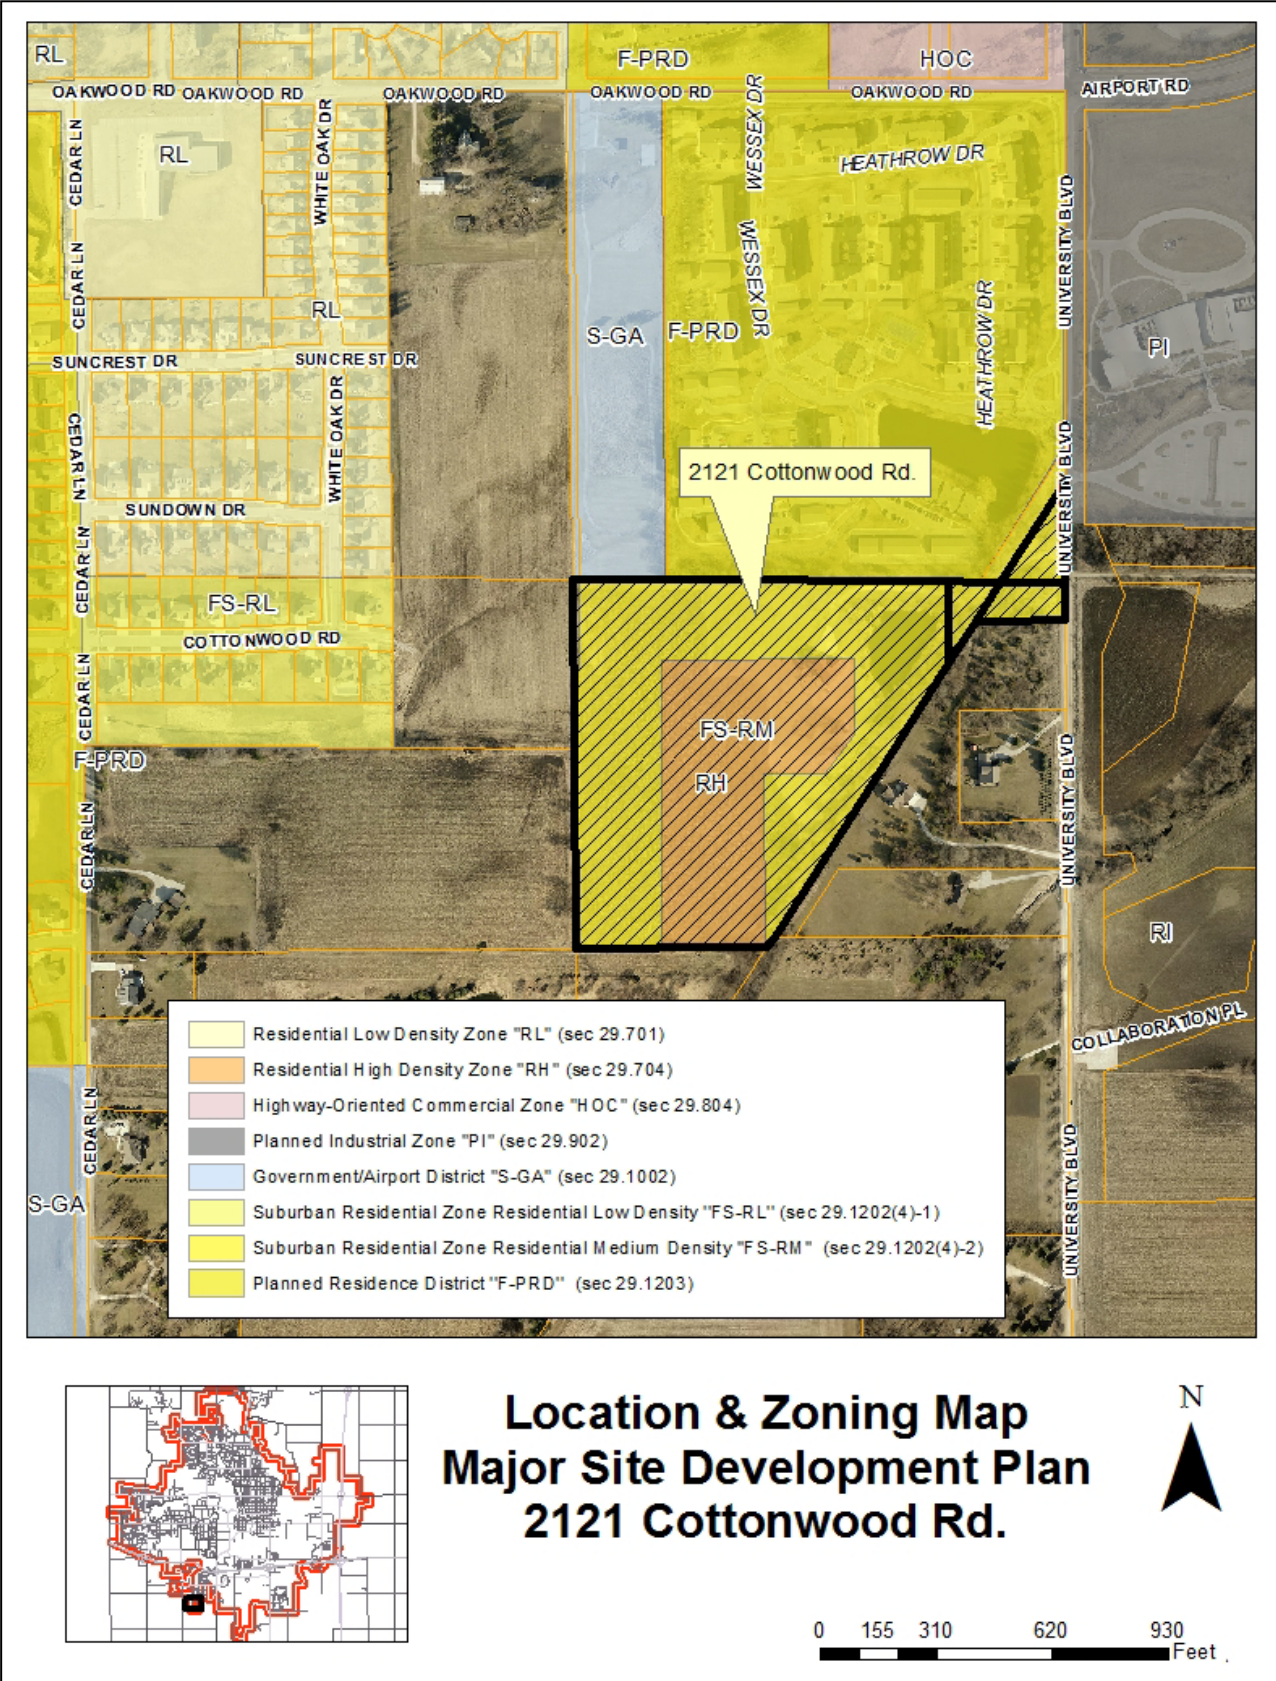 RL
F-PRD
HOC
OAKWOOD RD
OAKWOOD RD
OAKWOOD RD
OAKWOOD RD
OAKWOOD RD
AIRPORT RD
CEDAR LN
RL
WHITE OAK DR
WESSEX DR
HEATHROW DR
UNIVERSITY BLVD
CEDAR LN
RL
WESSEX DR
HEATHROW DR
S-GA
F-PRD
PI
SUNCREST DR
SUNCREST DR
WHITE OAK DR
CEDAR LN
2121 Cottonwood Rd.
UNIVERSITY BLVD
SUNDOWN DR
CEDAR LN
FS-RL
COTTONWOOD RD
CEDAR LN
F-PRD
FS-RM
RH
UNIVERSITY BLVD
CEDAR LN
RI
COLLABORATION PL
Residential Low Density Zone "RL" (sec 29.701)
Residential High Density Zone "RH" (sec 29.704)
Highway-Oriented Commercial Zone "HOC" (sec 29.804)
Planned Industrial Zone "PI" (sec 29.902)
Government/Airport District "S-GA" (sec 29.1002)
Suburban Residential Zone Residential Low Density "FS-RL" (sec 29.1202(4)-1)
Suburban Residential Zone Residential Medium Density "FS-RM" (sec 29.1202(4)-2)
Planned Residence District "F-PRD" (sec 29.1203)
CEDAR LN
S-GA
UNIVERSITY BLVD
Location & Zoning Map
Major Site Development Plan
2121 Cottonwood Rd.
N
0 155 310 620 930
Feet